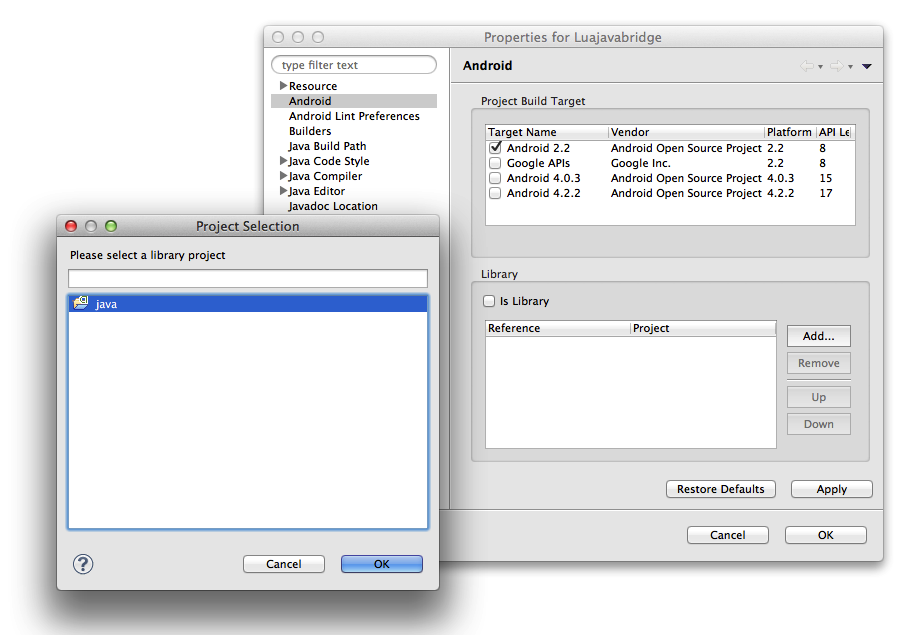 Properties for Luajavabridge
type filter text
Resource
Android
Android Lint Preferences
Builders
Java Build Path
Java Code Style
Java Compiler
Java Editor
Javadoc Location
Android
Project Build Target
Target Name Vendor Platform API Le
Android 2.2 Android Open Source Project 2.2 8
Google APIs Google Inc. 2.2 8
Android 4.0.3 Android Open Source Project 4.0.3 15
Android 4.2.2 Android Open Source Project 4.2.2 17
Library
Is Library
Reference Project
Add...
Remove
Up
Down
Restore Defaults Apply
Cancel OK
Project Selection
Please select a library project
java
?
Cancel OK